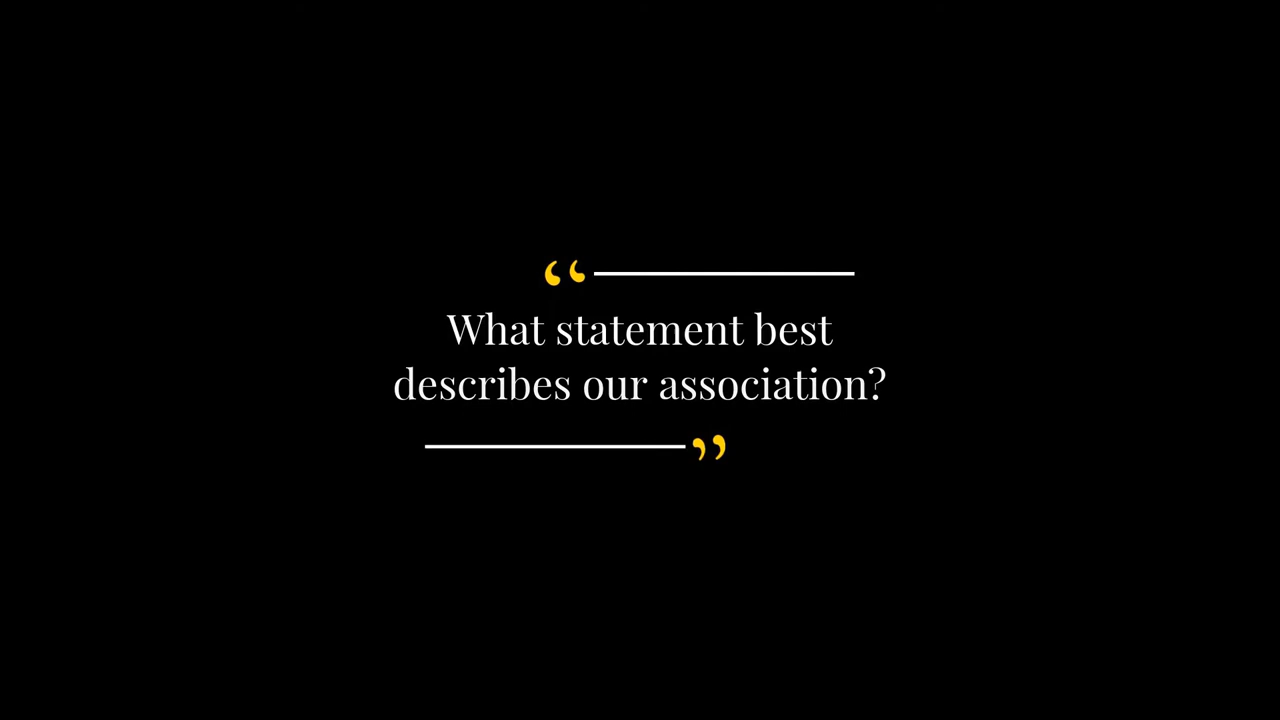 “
What statement best
describes our association?
”